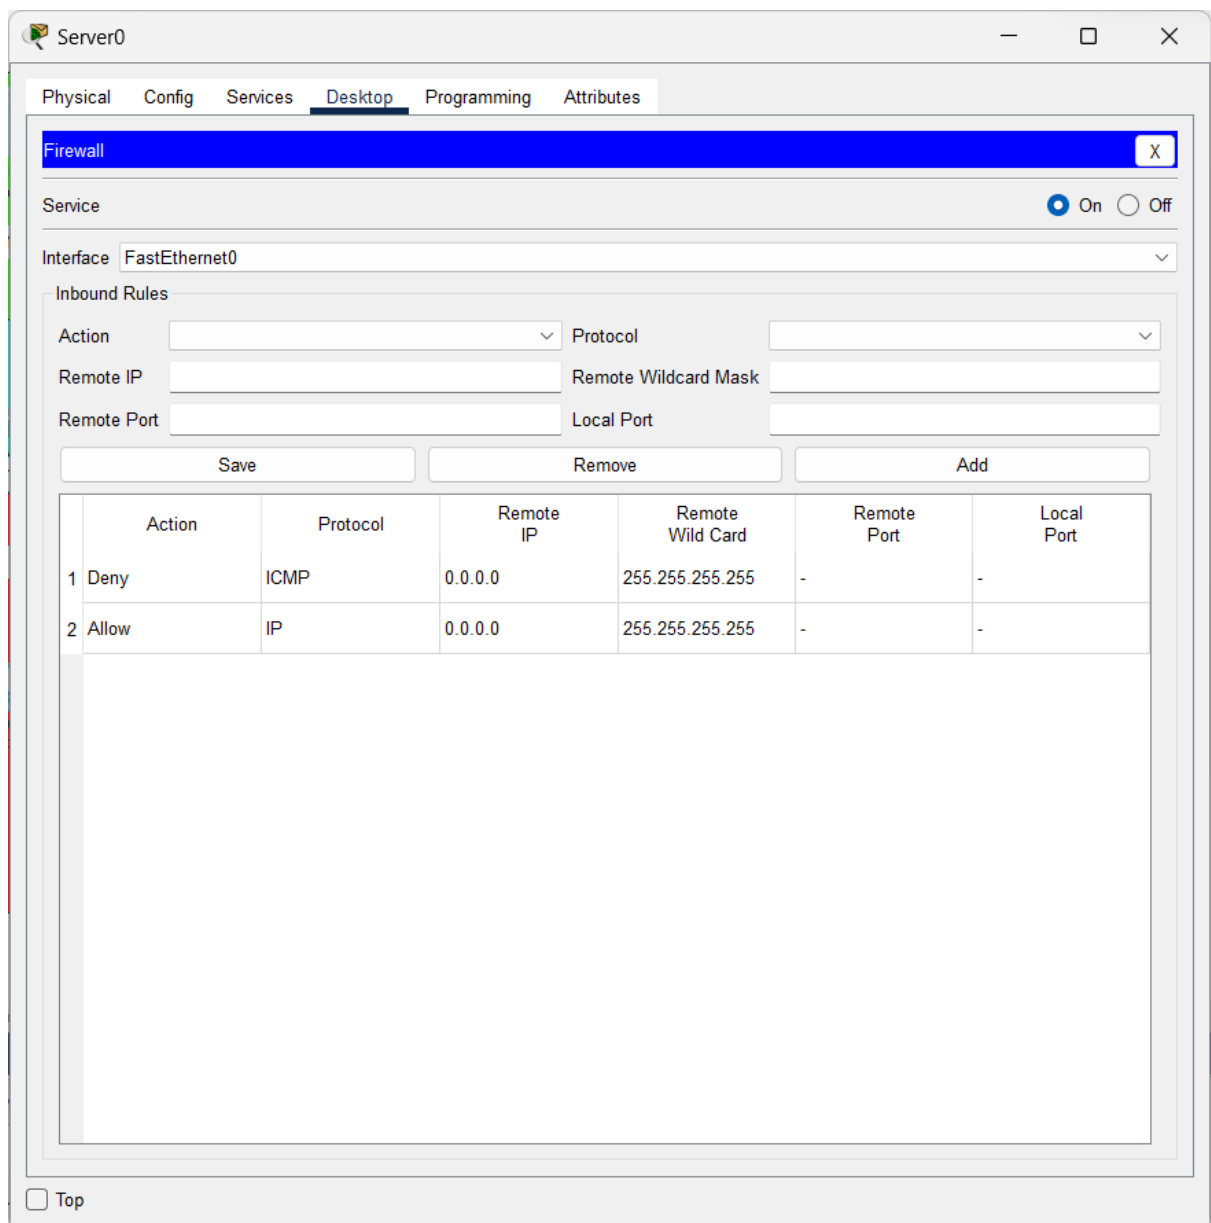 Server0
Physical Config Services Desktop Programming Attributes
Firewall X
Service On Off
Interface FastEthernet0
Inbound Rules
Action Protocol
Remote IP Remote Wildcard Mask
Remote Port Local Port
Save Remove Add
Action Protocol Remote IP Remote Wild Card Remote Port Local Port
1 Deny ICMP 0.0.0.0 255.255.255.255 - -
2 Allow IP 0.0.0.0 255.255.255.255 - -
Top